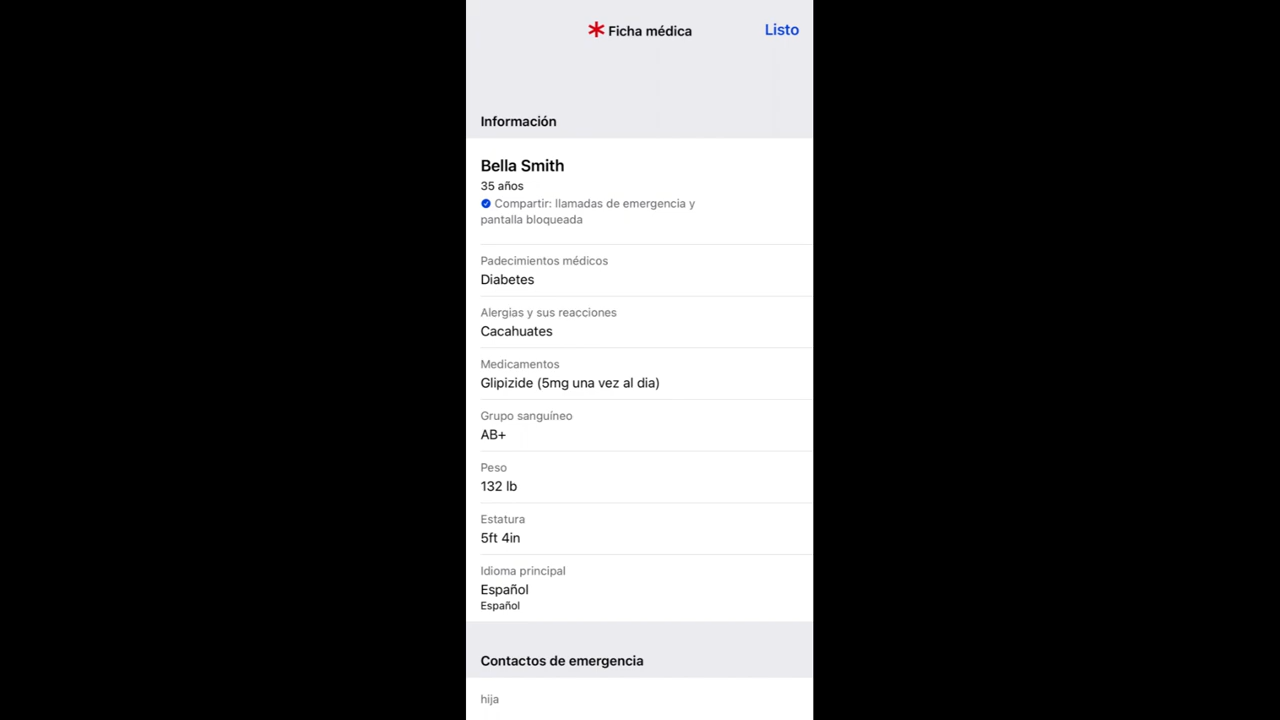 Ficha médica
Listo
Información
Bella Smith
35 años
Compartir: llamadas de emergencia y
pantalla bloqueada
Padecimientos médicos
Diabetes
Alergias y sus reacciones
Cacahuates
Medicamentos
Glipizide (5mg una vez al dia)
Grupo sanguíneo
AB+
Peso
132 lb
Estatura
5ft 4in
Idioma principal
Español
Español
Contactos de emergencia
hija